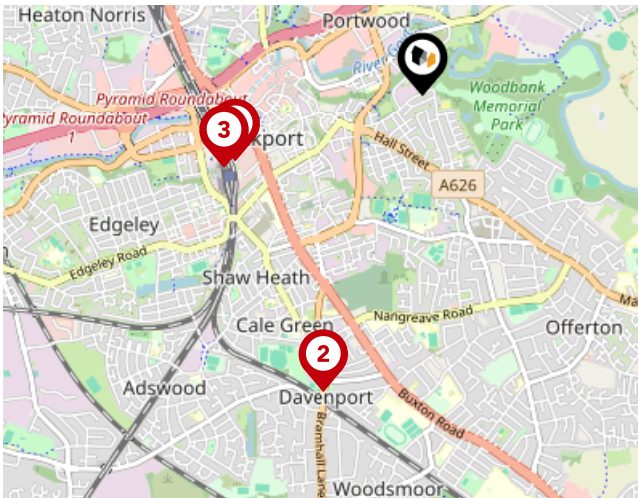 Heaton Norris
Portwood
River G
Pyramid Roundabout
Pyramid Roundabout
1
Woodbank
Memorial
Park
3
kport
Hall Street
A626
Edgeley
Edgeley Road
Shaw Heath
Cale Green
Nangreave Road
Offerton
Ma
2
Adswood
Davenport
Buxton Road
Bramhall Lane
Woodsmoor